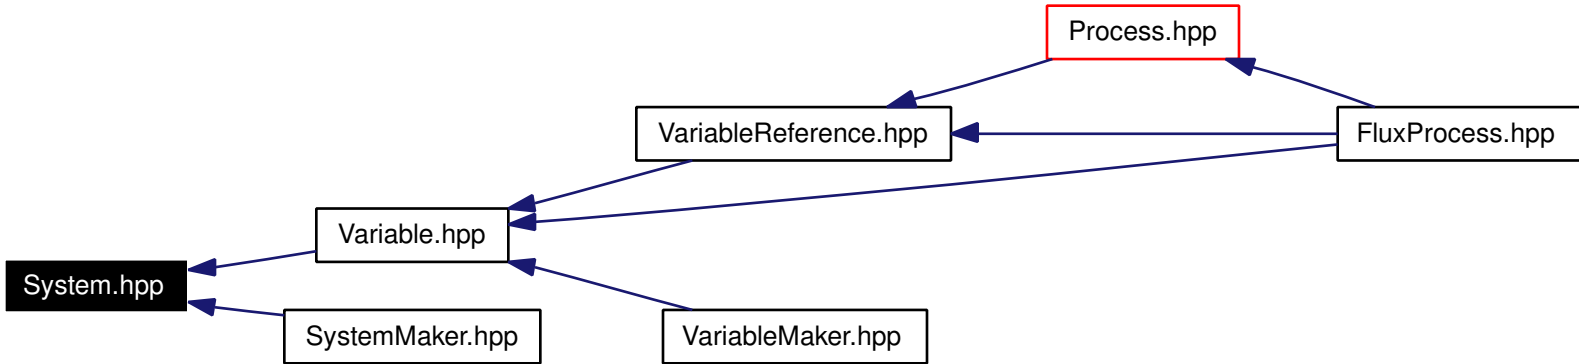 Process.hpp
VariableReference.hpp
FluxProcess.hpp
Variable.hpp
System.hpp
SystemMaker.hpp
VariableMaker.hpp